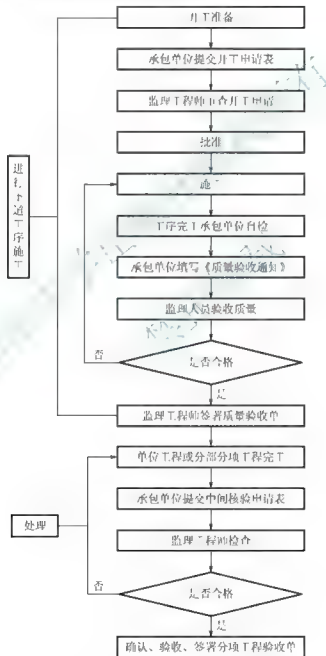 开工准备
承包单位提交开工申请表
监理工程师审查开工申请
批准
进行下道工序施工
施工
工序完工承包单位自检
承包单位填写《质量验收通知》
监理人员验收质量
否
是否合格
是
监理工程师签署质量验收单
单位工程或分部分项工程完工
承包单位提交中间核验申请表
处理
监理工程师检查
否
是否合格
是
确认、验收、签署分项工程验收单